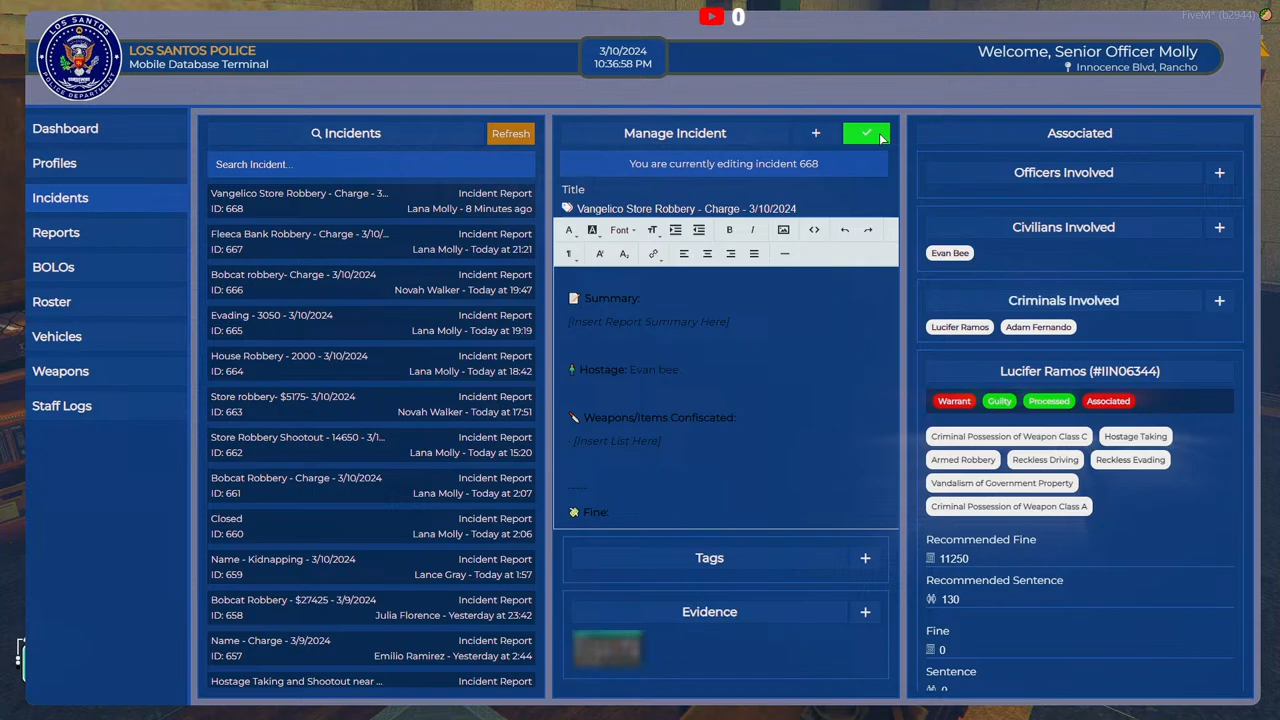 0
FiveM* (b2944)
LOS SANTOS
POLICE DEPARTMENT
LOS SANTOS POLICE
Mobile Database Terminal
3/10/2024
10:36:58 PM
Welcome, Senior Officer Molly
Innocence Blvd, Rancho
Dashboard
Profiles
Incidents
Reports
BOLOs
Roster
Vehicles
Weapons
Staff Logs
Incidents
Refresh
Search Incident...
Vangelico Store Robbery - Charge - 3... Incident Report
ID: 668 Lana Molly - 8 Minutes ago
Fleeca Bank Robbery - Charge - 3/10/... Incident Report
ID: 667 Lana Molly - Today at 21:21
Bobcat robbery- Charge - 3/10/2024 Incident Report
ID: 666 Novah Walker - Today at 19:47
Evading - 3050 - 3/10/2024 Incident Report
ID: 665 Lana Molly - Today at 19:19
House Robbery - 2000 - 3/10/2024 Incident Report
ID: 664 Lana Molly - Today at 18:42
Store robbery- $5175- 3/10/2024 Incident Report
ID: 663 Novah Walker - Today at 17:51
Store Robbery Shootout - 14650 - 3/1... Incident Report
ID: 662 Lana Molly - Today at 15:20
Bobcat Robbery - Charge - 3/10/2024 Incident Report
ID: 661 Lana Molly - Today at 2:07
Closed Incident Report
ID: 660 Lana Molly - Today at 2:06
Name - Kidnapping - 3/10/2024 Incident Report
ID: 659 Lance Gray - Today at 1:57
Bobcat Robbery - $27425 - 3/9/2024 Incident Report
ID: 658 Julia Florence - Yesterday at 23:42
Name - Charge - 3/9/2024 Incident Report
ID: 657 Emilio Ramirez - Yesterday at 2:44
Hostage Taking and Shootout near ... Incident Report
Manage Incident
You are currently editing incident 668
Title
Vangelico Store Robbery - Charge - 3/10/2024
Font
Summary:
[Insert Report Summary Here]
Hostage: Evan bee
Weapons/Items Confiscated:
- [Insert List Here]
-----
Fine:
Tags
Evidence
Associated
Officers Involved
Civilians Involved
Evan Bee
Criminals Involved
Lucifer Ramos Adam Fernando
Lucifer Ramos (#IIN06344)
Warrant Guilty Processed Associated
Criminal Possession of Weapon Class C Hostage Taking
Armed Robbery Reckless Driving Reckless Evading
Vandalism of Government Property
Criminal Possession of Weapon Class A
Recommended Fine
11250
Recommended Sentence
130
Fine
0
Sentence
0